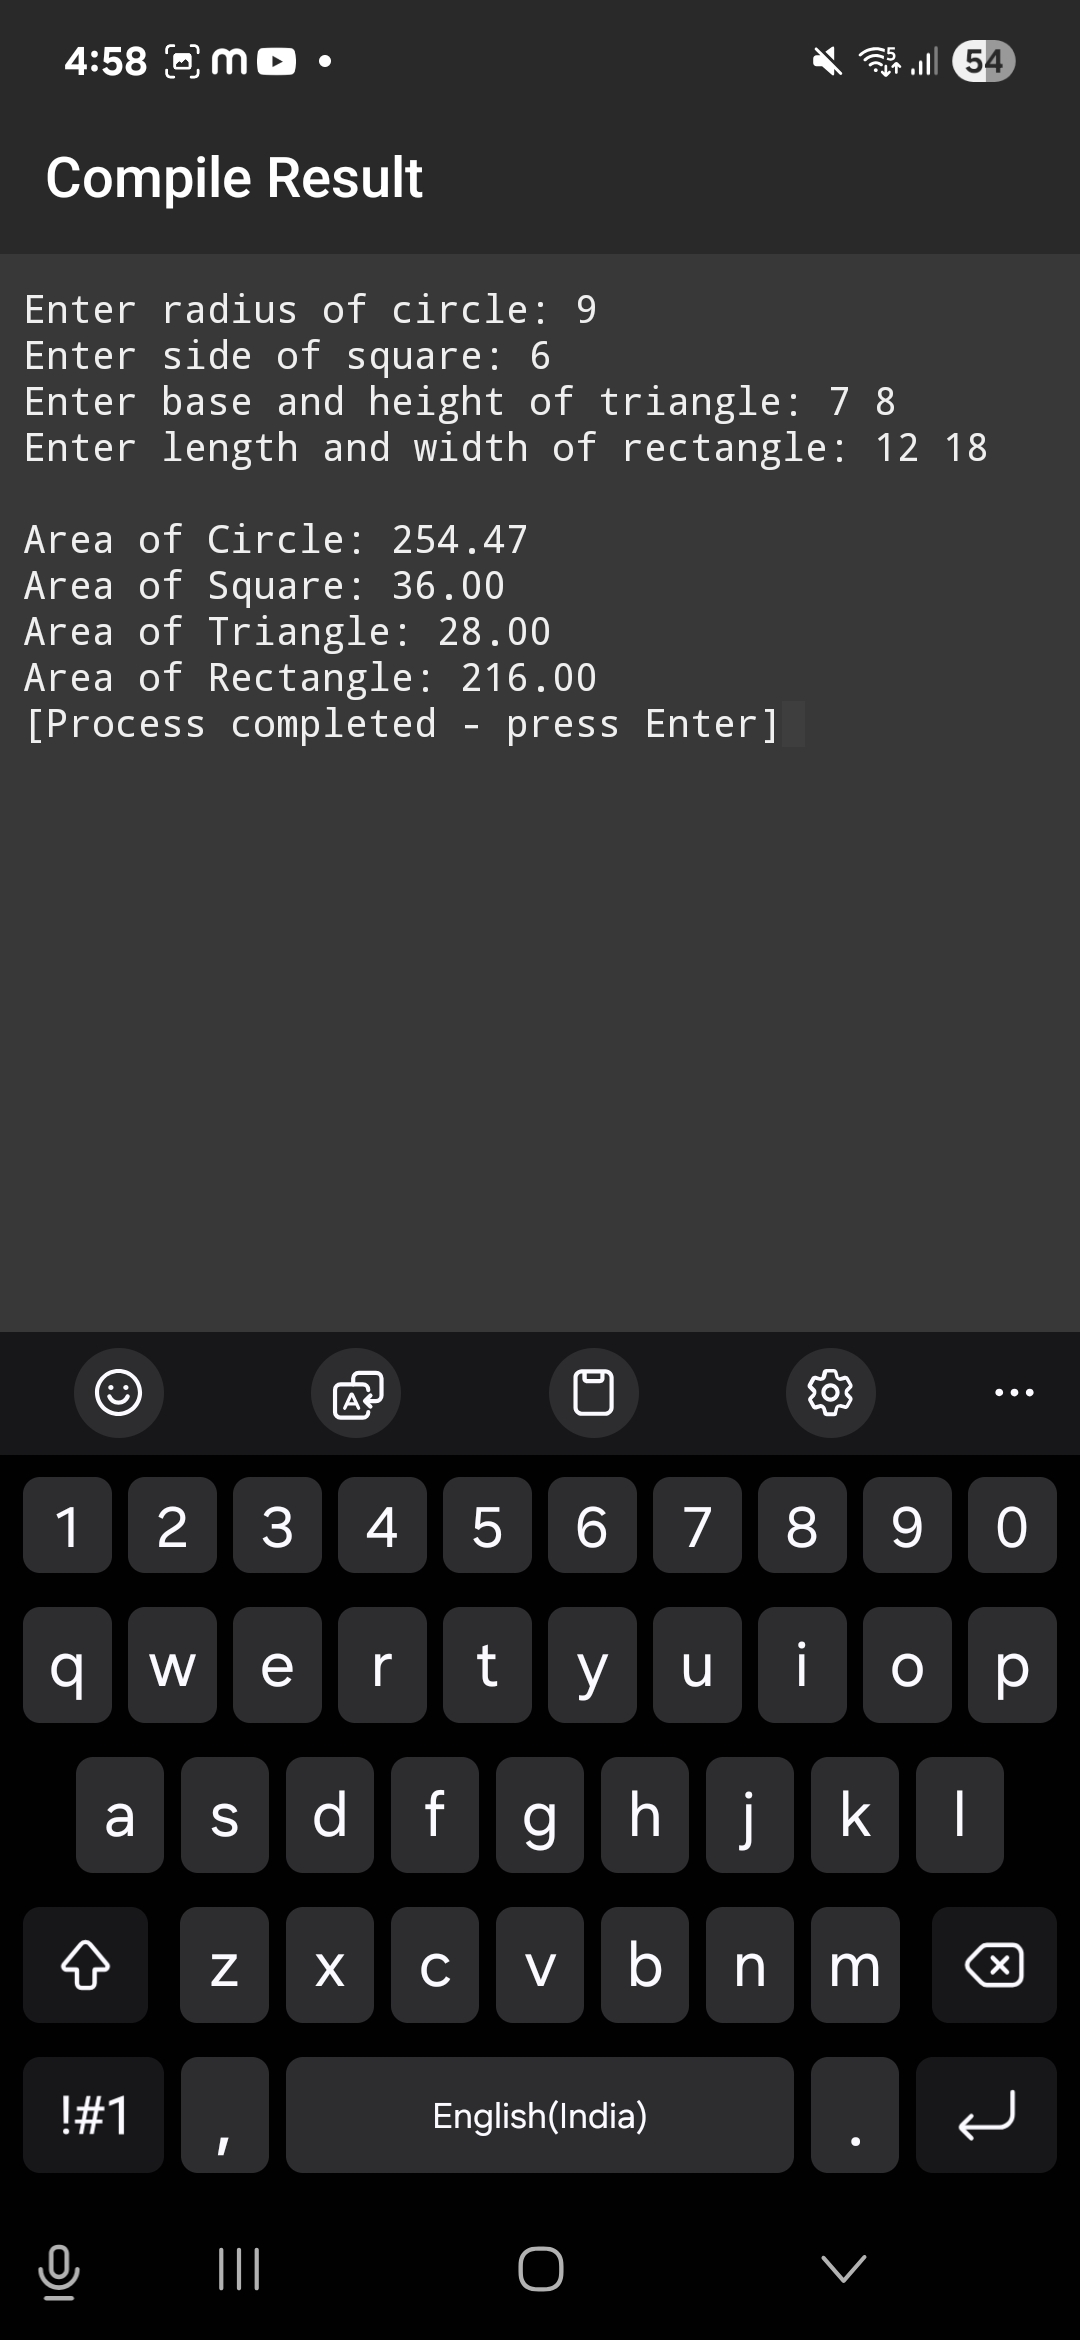 4:58 m 5 54
Compile Result
Enter radius of circle: 9
Enter side of square: 6
Enter base and height of triangle: 7 8
Enter length and width of rectangle: 12 18
Area of Circle: 254.47
Area of Square: 36.00
Area of Triangle: 28.00
Area of Rectangle: 216.00
[Process completed - press Enter]
A
1 2 3 4 5 6 7 8 9 0
q w e r t y u i o p
a s d f g h j k l
z x c v b n m
!#1 , English(India) .